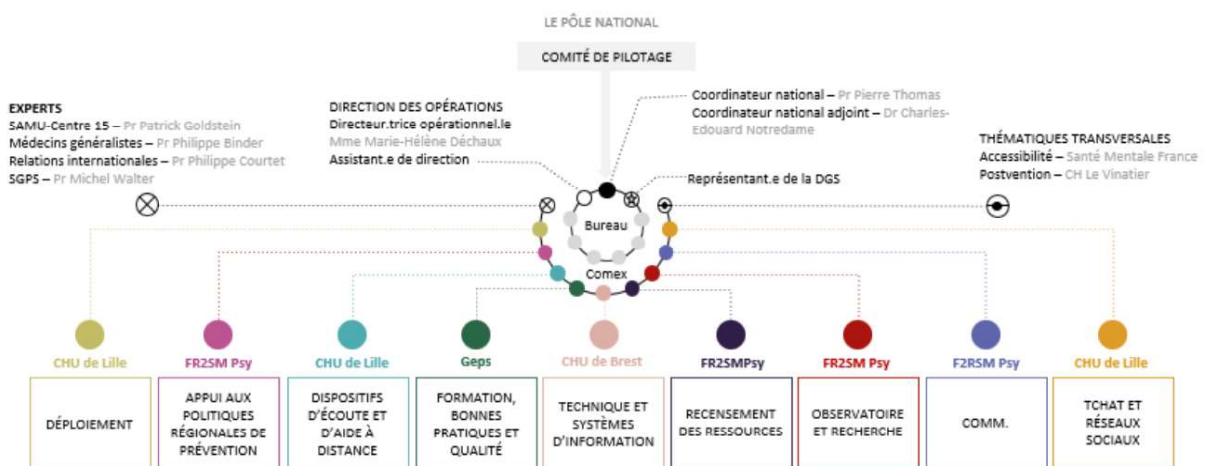 LE PÔLE NATIONAL
COMITÉ DE PILOTAGE
EXPERTS
SAMU-Centre 15 – Pr Patrick Goldstein
Médecins généralistes – Pr Philippe Binder
Relations internationales – Pr Philippe Courtet
SGPS – Pr Michel Walter
DIRECTION DES OPÉRATIONS
Directeur.trice opérationnel.le
Mme Marie-Hélène Déchaux
Assistant.e de direction
Coordinateur national – Pr Pierre Thomas
Coordinateur national adjoint – Dr Charles-
Edouard Notredame
Représentant.e de la DGS
THÉMATIQUES TRANSVERSALES
Accessibilité – Santé Mentale France
Postvention – CH Le Vinatier
Bureau
Comex
CHU de Lille
DÉPLOIEMENT
FR2SM Psy
APPUI AUX
POLITIQUES
RÉGIONALES DE
PRÉVENTION
CHU de Lille
DISPOSITIFS
D'ÉCOUTE ET
D'AIDE À
DISTANCE
Geps
FORMATION,
BONNES
PRATIQUES ET
QUALITÉ
CHU de Brest
TECHNIQUE ET
SYSTÈMES
D'INFORMATION
FR2SMPsy
RECENSEMENT
DES RESSOURCES
FR2SM Psy
OBSERVATOIRE
ET RECHERCHE
F2RSM Psy
COMM.
CHU de Lille
TCHAT ET
RÉSEAUX
SOCIAUX